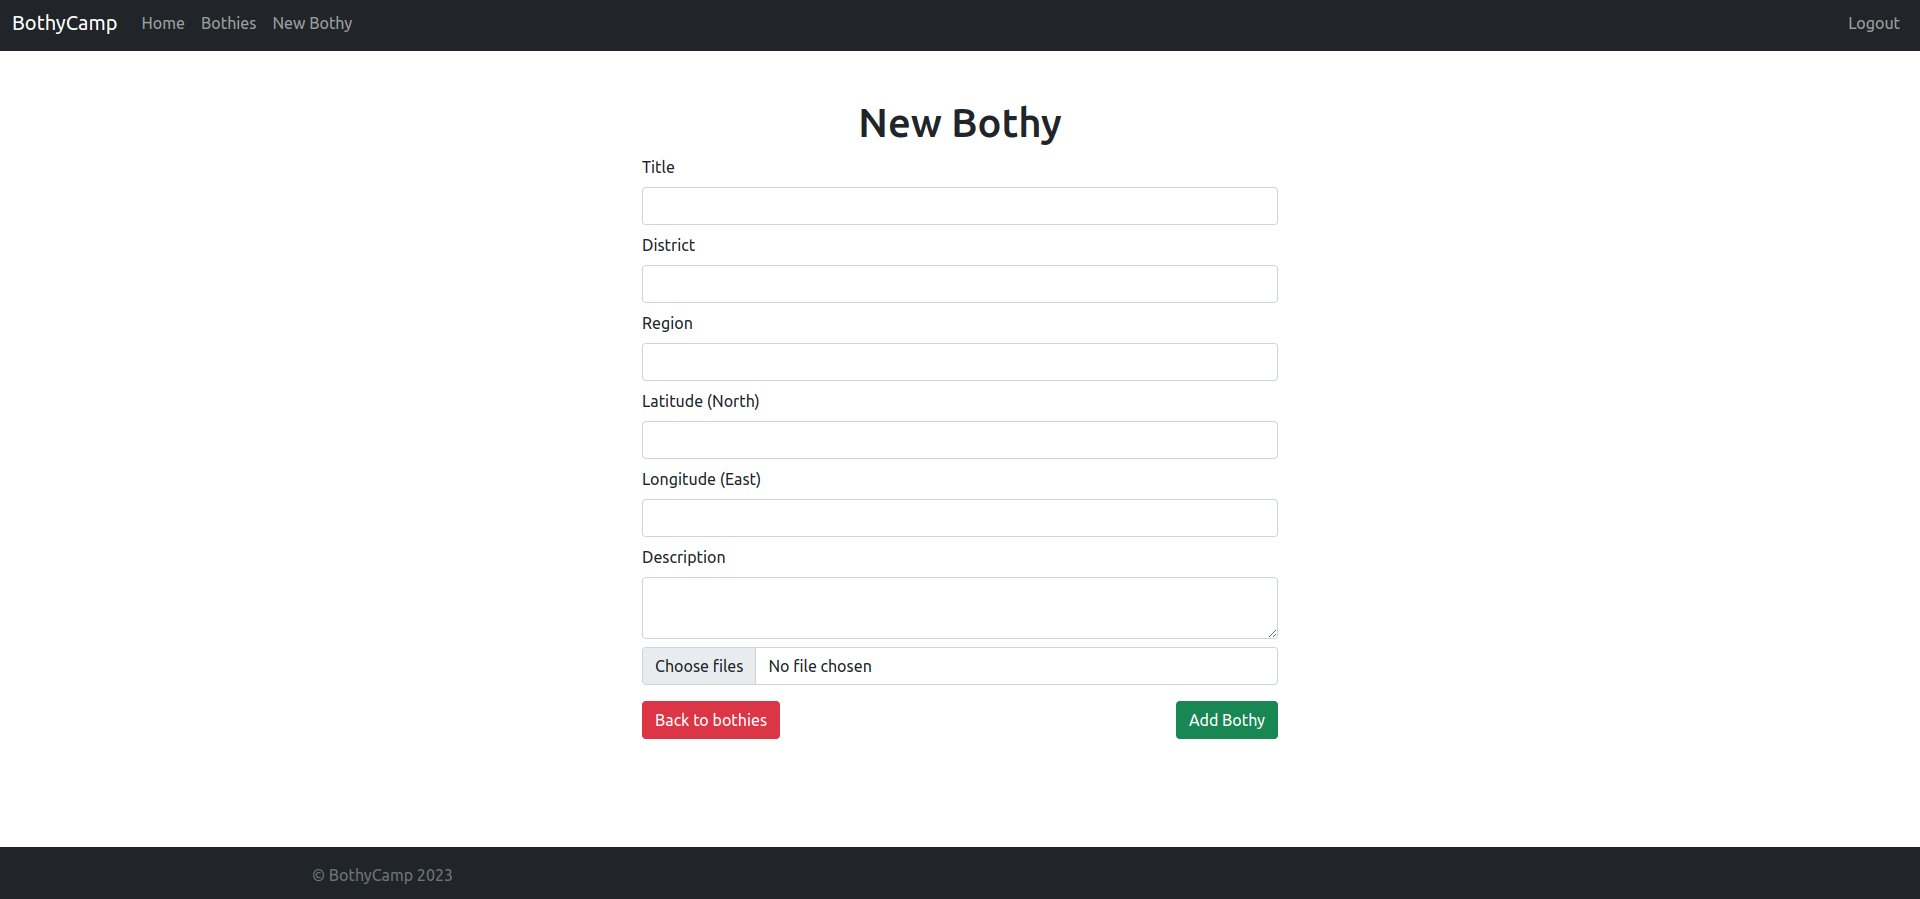 BothyCamp Home Bothies New Bothy Logout
New Bothy
Title
District
Region
Latitude (North)
Longitude (East)
Description
Choose files No file chosen
Back to bothies Add Bothy
© BothyCamp 2023